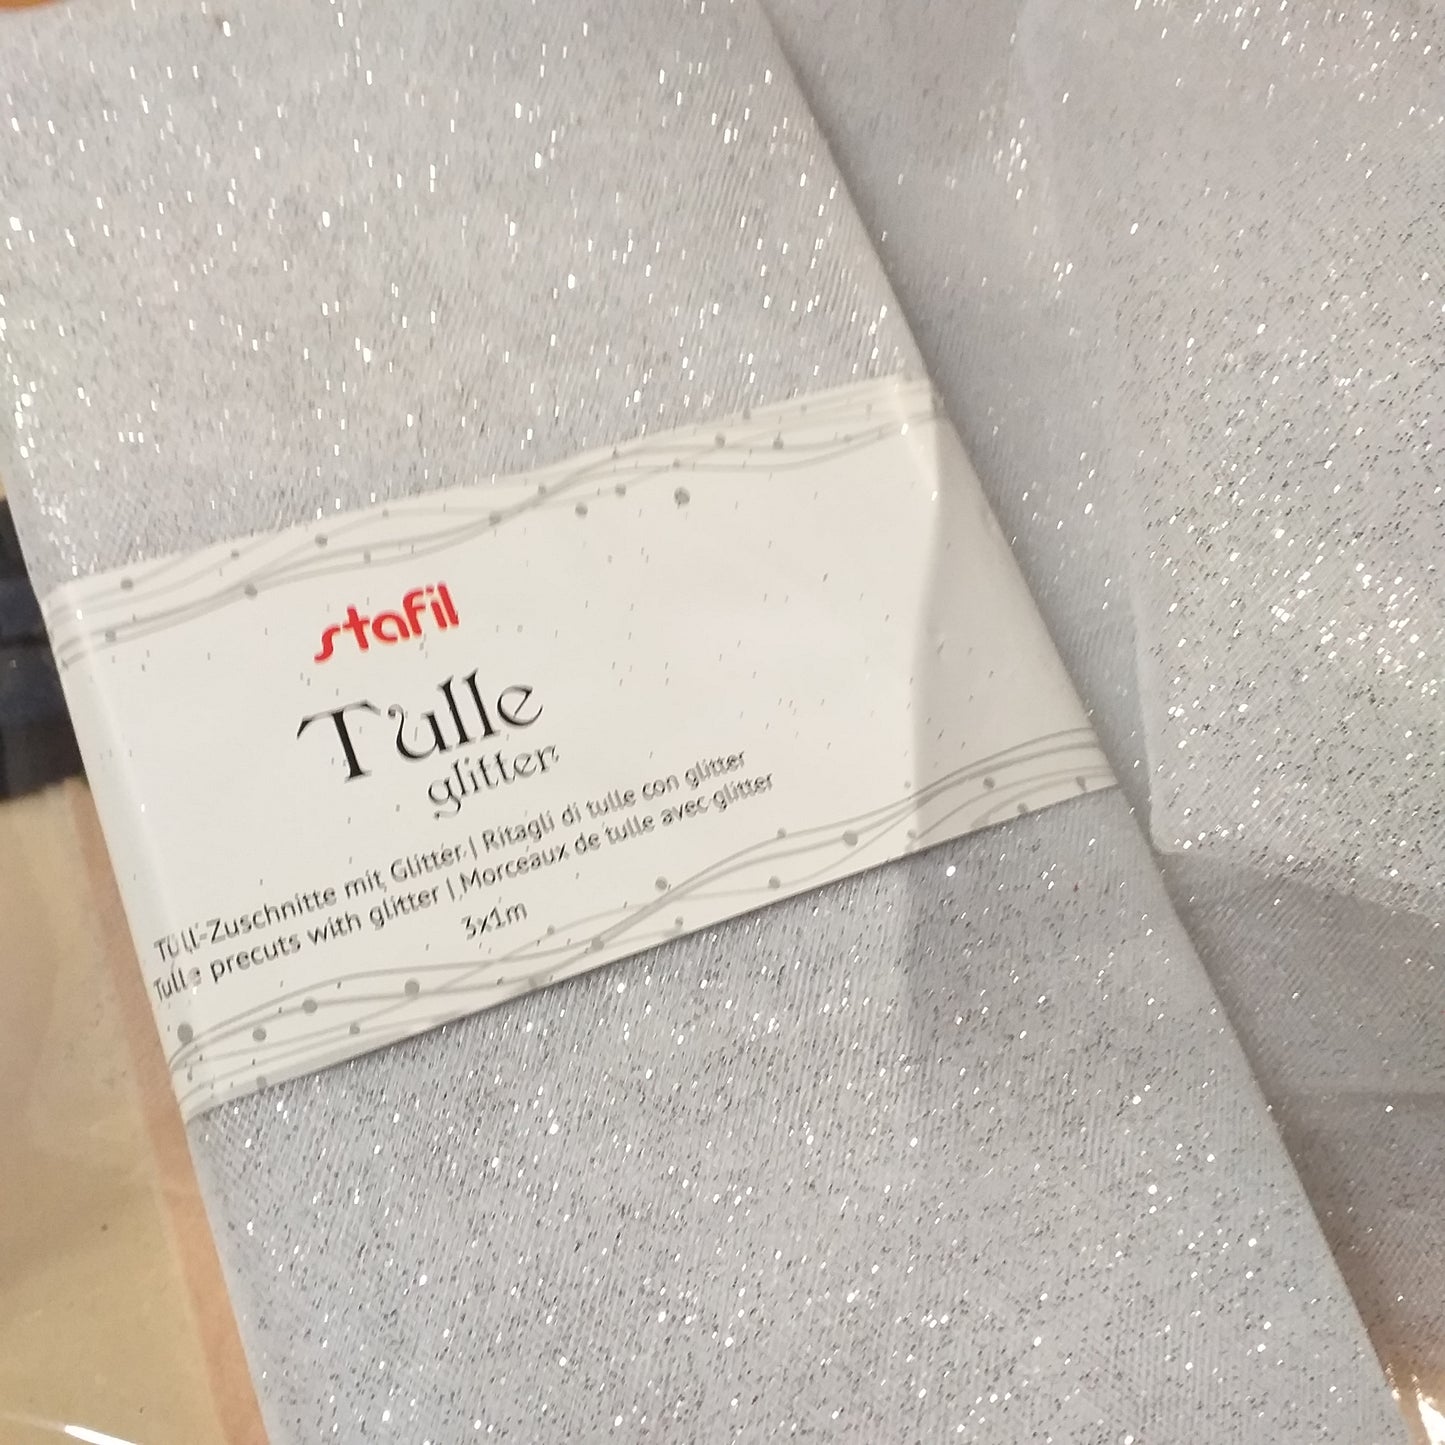 stafil
Tulle
glitter
Tüll-Zuschnitte mit Glitter | Ritagli di tulle con glitter
Tulle precuts with glitter | Morceaux de tulle avec glitter
3x1m